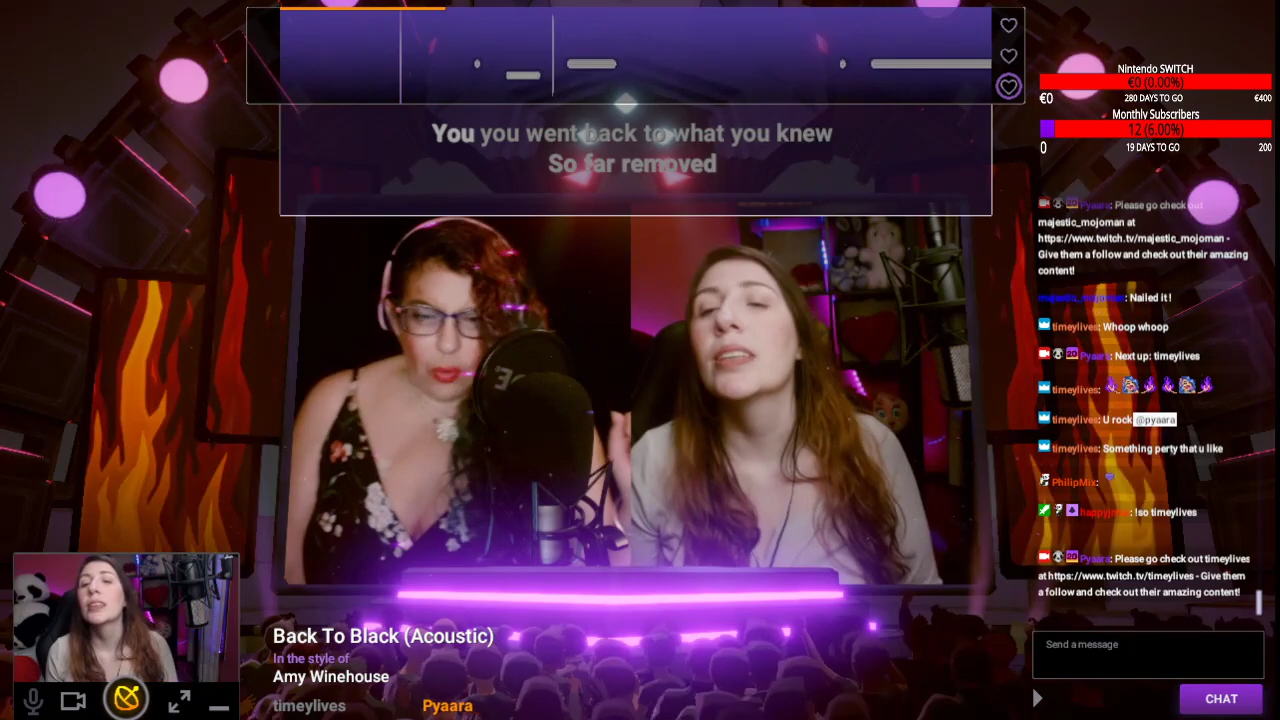 You you went back to what you knew
So far removed
Nintendo SWITCH
€0 (0.00%)
€0 280 DAYS TO GO €400
Monthly Subscribers
12 (6.00%)
0 19 DAYS TO GO 200
Pyaara: Please go check out
majestic_mojoman at
https://www.twitch.tv/majestic_mojoman -
Give them a follow and check out their amazing
content!
majestic_mojoman: Nailed it !
timeylives: Whoop whoop
Pyaara: Next up: timeylives
timeylives:
timeylives: U rock @pyaara
timeylives: Something perty that u like
PhilipMix:
!so timeylives
Pyaara: Please go check out timeylives
at https://www.twitch.tv/timeylives - Give them
a follow and check out their amazing content!
Send a message
CHAT
Back To Black (Acoustic)
In the style of
Amy Winehouse
timeylives Pyaara